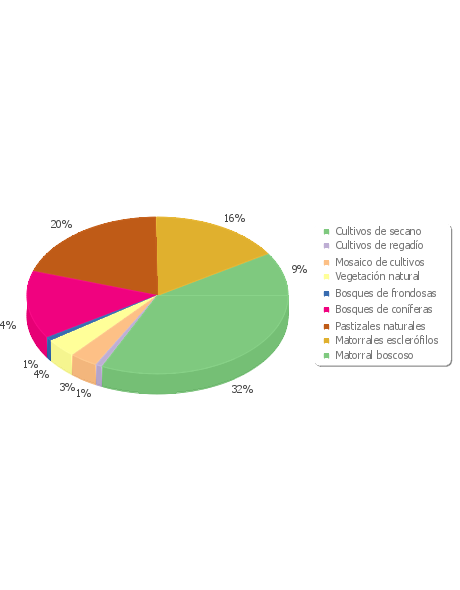 16%
20%
9%
4%
1%
4%
3%
1%
32%
Cultivos de secano
Cultivos de regadío
Mosaico de cultivos
Vegetación natural
Bosques de frondosas
Bosques de coníferas
Pastizales naturales
Matorrales esclerófilos
Matorral boscoso